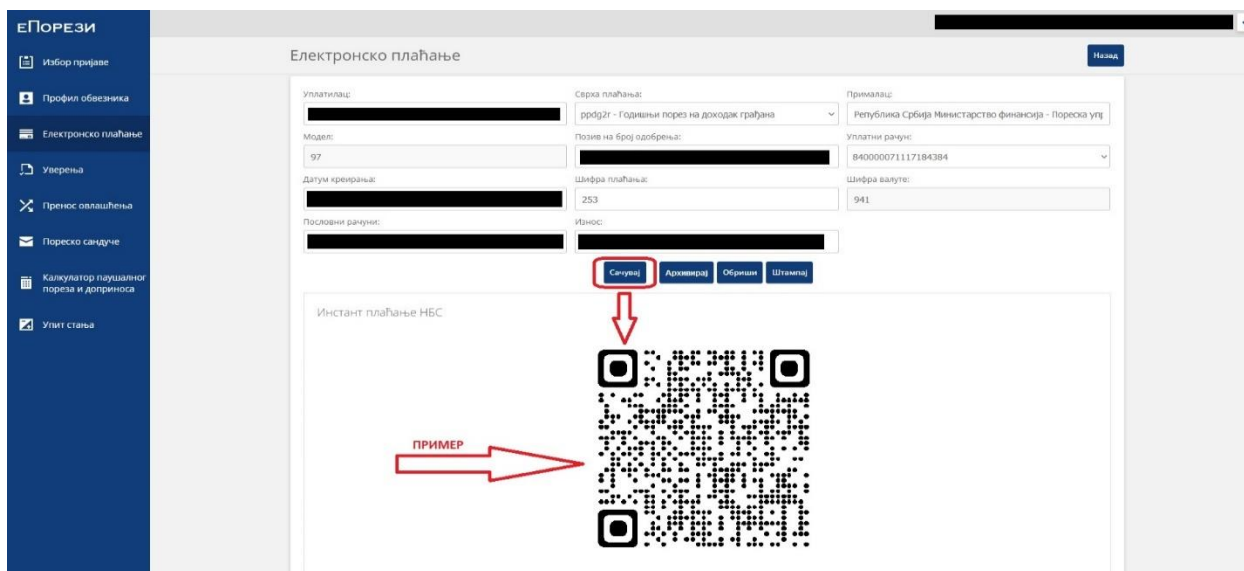 еПорези
Избор пријаве
Профил обвезника
Електронско плаћање
Уверења
Пренос овлашћења
Пореско сандуче
Калкулатор паушалног
пореза и доприноса
Упит стања
Електронско плаћање
Назад
Уплатилац:
Сврха плаћања:
Прималац:
ppdg2r - Годишњи порез на доходак грађана
Република Србија Министарство финансија - Пореска упр
Модел:
Позив на број одобрења:
Уплатни рачун:
97
840000071117184384
Датум креирања:
Шифра плаћања:
Шифра валуте:
253
941
Пословни рачуни:
Износ:
Сачувај
Архивирај
Обриши
Штампај
Инстант плаћање НБС
ПРИМЕР